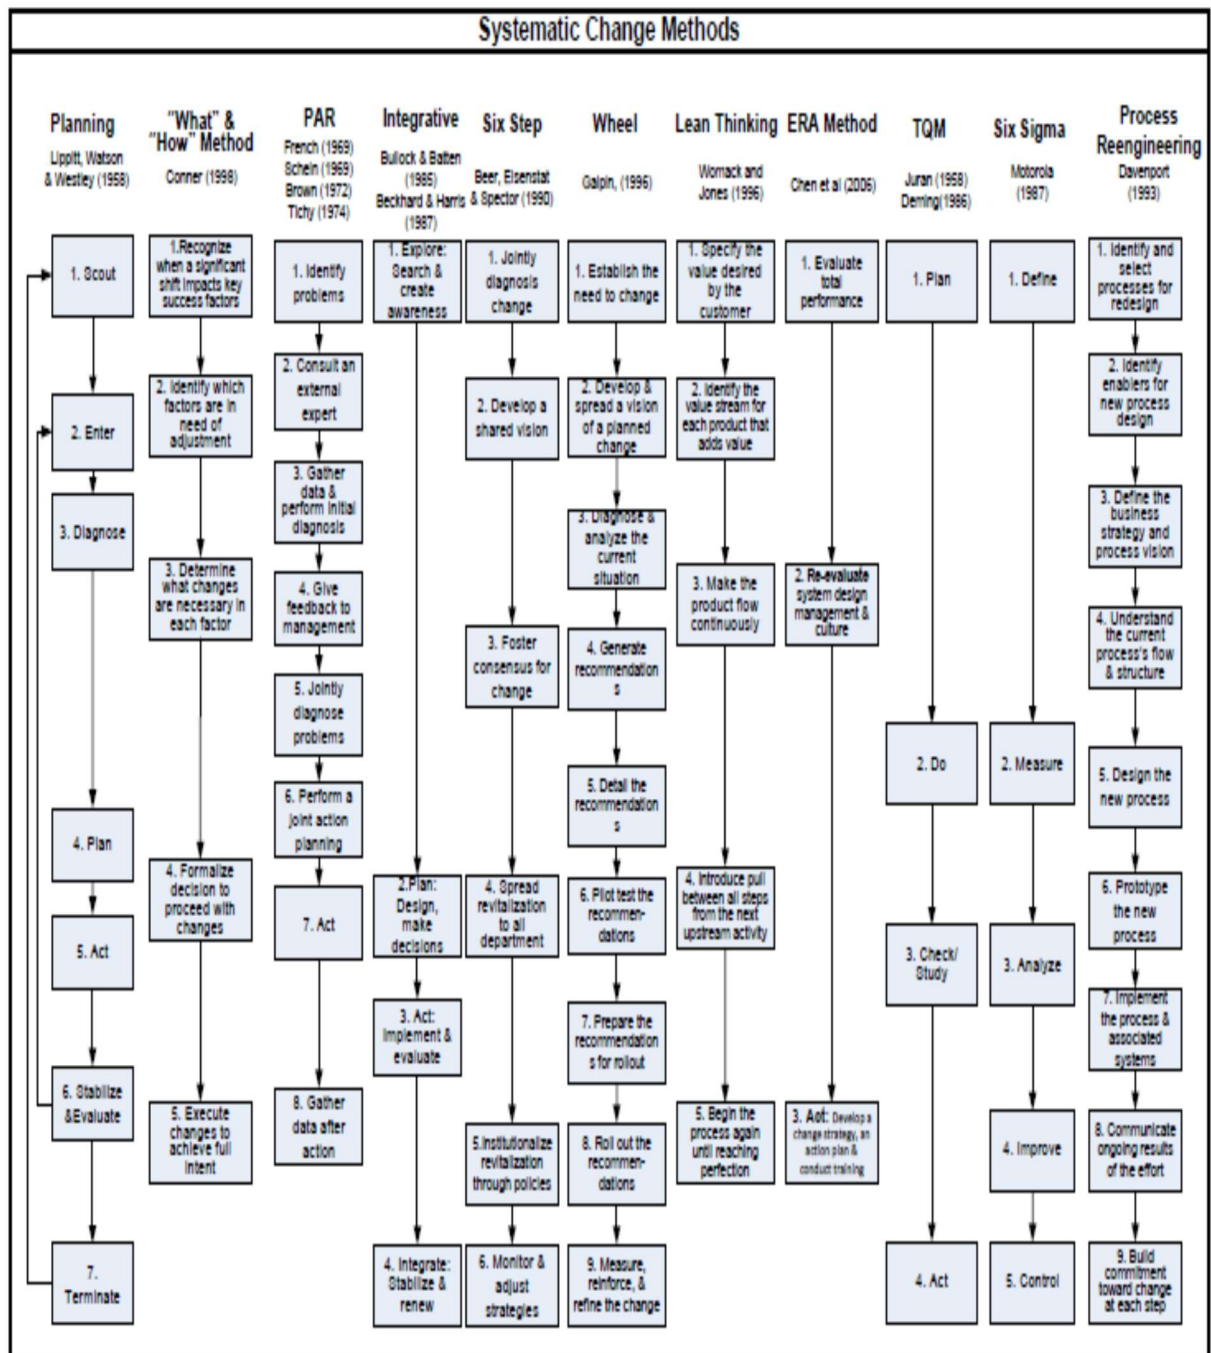 Systematic Change Methods
Planning
Lippitt, Watson
& Westley (1958)
1. Scout
2. Enter
3. Diagnose
4. Plan
5. Act
6. Stabilize
&Evaluate
7.
Terminate
"What" &
"How" Method
Conner (1998)
1.Recognize
when a significant
shift impacts key
success factors
2. Identify which
factors are in
need of
adjustment
3. Determine
what changes
are necessary in
each factor
4. Formalize
decision to
proceed with
changes
5. Execute
changes to
achieve full
intent
PAR
French (1969)
Schein (1969)
Brown (1972)
Tichy (1974)
1. Identify
problems
2. Consult an
external
expert
3. Gather
data &
perform initial
diagnosis
4. Give
feedback to
management
5. Jointly
diagnose
problems
6. Perform a
joint action
planning
7. Act
8. Gather
data after
action
Integrative
Bullock & Batten
(1985)
Beckhard & Harris
(1987)
1. Explore:
Search &
create
awareness
2.Plan:
Design,
make
decisions
3. Act:
Implement &
evaluate
4. Integrate:
Stabilize &
renew
Six Step
Beer, Eisenstat
& Spector (1990)
1. Jointly
diagnosis
change
2. Develop a
shared vision
3. Foster
consensus for
change
4. Spread
revitalization
to all
department
5.Institutionalize
revitalization
through policies
6. Monitor &
adjust
strategies
Wheel
Galpin, (1996)
1. Establish the
need to change
2. Develop &
spread a vision
of a planned
change
3. Diagnose &
analyze the
current
situation
4. Generate
recommendation
s
5. Detail the
recommendation
s
6. Pilot test the
recommen-
dations
7. Prepare the
recommendation
s for rollout
8. Roll out the
recommen-
dations
9. Measure,
reinforce, &
refine the change
Lean Thinking
Womack and
Jones (1996)
1. Specify the
value desired
by the
customer
2. Identify the
value stream for
each product that
adds value
3. Make the
product flow
continuously
4. Introduce pull
between all steps
from the next
upstream activity
5. Begin the
process again
until reaching
perfection
ERA Method
Chen et al (2006)
1. Evaluate
total
performance
2. Re-evaluate
system design
management &
culture
3. Act: Develop a
change strategy, an
action plan &
conduct training
TQM
Juran (1958)
Deming(1986)
1. Plan
2. Do
3. Check/
Study
4. Act
Six Sigma
Motorola
(1987)
1. Define
2. Measure
3. Analyze
4. Improve
5. Control
Process
Reengineering
Davenport
(1993)
1. Identify and
select
processes for
redesign
2. Identify
enablers for
new process
design
3. Define the
business
strategy and
process vision
4. Understand
the current
process's flow
& structure
5. Design the
new process
6. Prototype
the new
process
7. Implement
the process &
associated
systems
8. Communicate
ongoing results
of the effort
9. Build
commitment
toward change
at each step